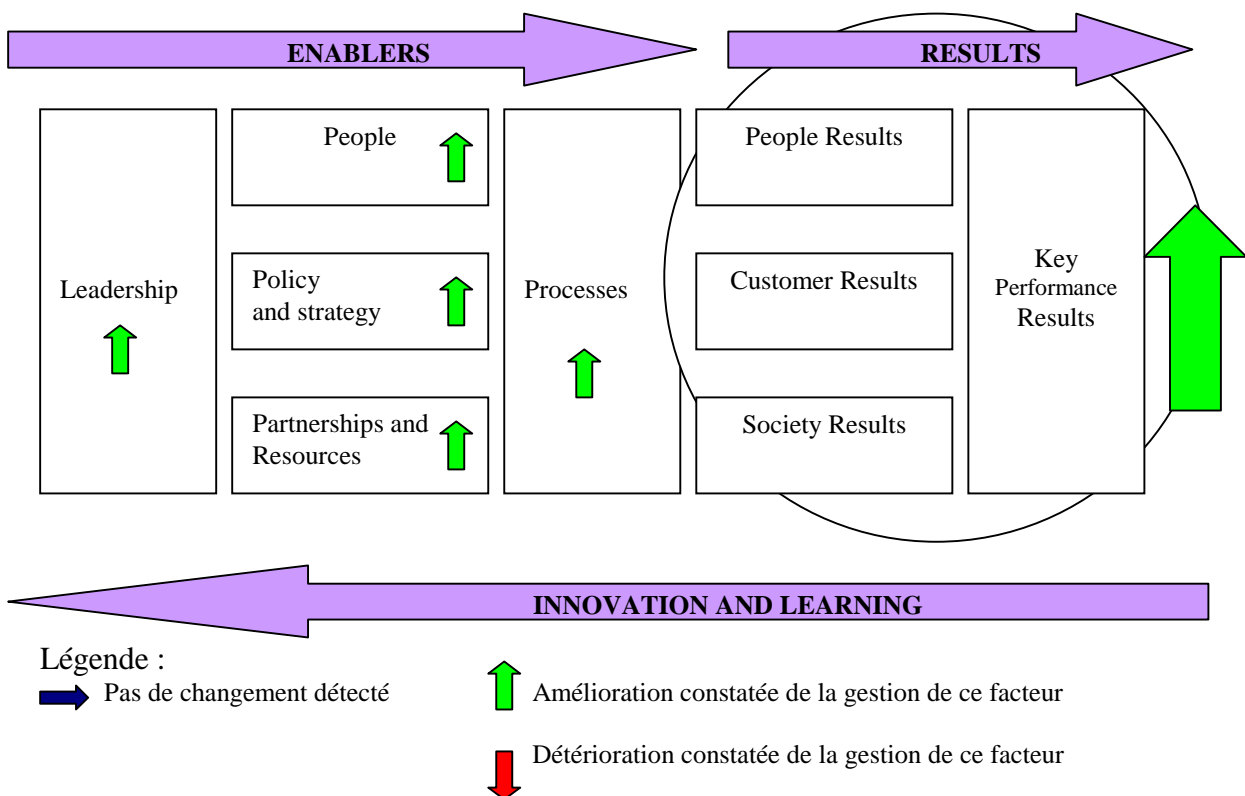 ENABLERS
RESULTS
Leadership
People
Policy
and strategy
Partnerships and
Resources
Processes
People Results
Customer Results
Society Results
Key
Performance
Results
INNOVATION AND LEARNING
Légende :
Pas de changement détecté
Amélioration constatée de la gestion de ce facteur
Détérioration constatée de la gestion de ce facteur